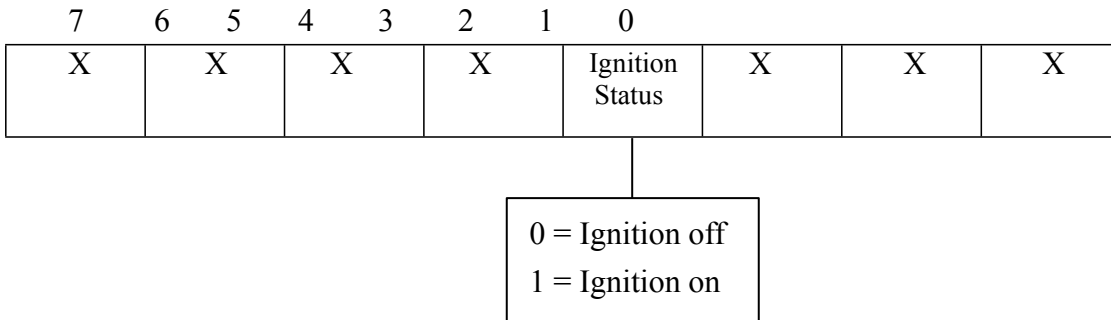 7 6 5 4 3 2 1 0
X X X X Ignition X X X
Status
0 = Ignition off
1 = Ignition on